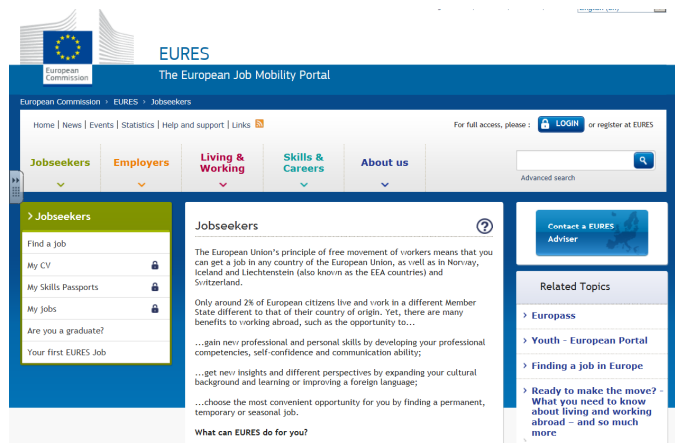 English (en)
EURES
The European Job Mobility Portal
European
Commission
European Commission › EURES › Jobseekers
Home | News | Events | Statistics | Help and support | Links
For full access, please : LOGIN or register at EURES
Jobseekers
Employers
Living &
Working
Skills &
Careers
About us
Advanced search
> Jobseekers
Find a job
My CV
My Skills Passports
My jobs
Are you a graduate?
Your first EURES Job
Jobseekers
?
The European Union's principle of free movement of workers means that you
can get a job in any country of the European Union, as well as in Norway,
Iceland and Liechtenstein (also known as the EEA countries) and
Switzerland.
Only around 2% of European citizens live and work in a different Member
State different to that of their country of origin. Yet, there are many
benefits to working abroad, such as the opportunity to...
...gain new professional and personal skills by developing your professional
competencies, self-confidence and communication ability;
...get new insights and different perspectives by expanding your cultural
background and learning or improving a foreign language;
...choose the most convenient opportunity for you by finding a permanent,
temporary or seasonal job.
What can EURES do for you?
Contact a EURES
Adviser
Related Topics
> Europass
> Youth - European Portal
> Finding a job in Europe
> Ready to make the move? -
What you need to know
about living and working
abroad – and so much
more